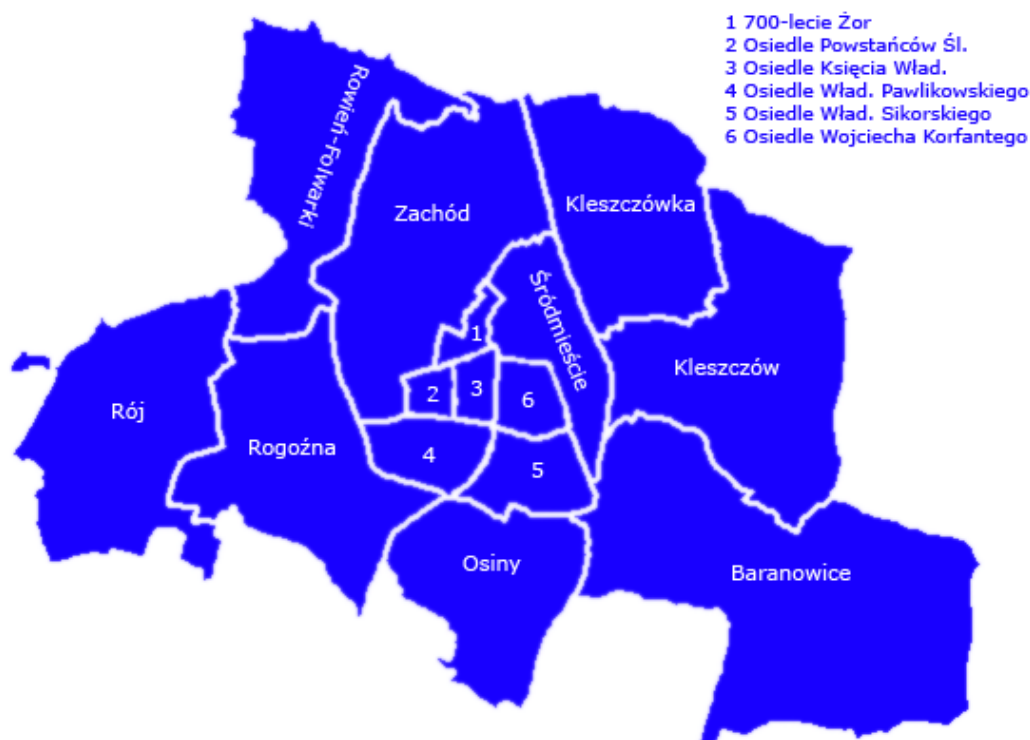 1 700-lecie Żor
2 Osiedle Powstańców Śl.
3 Osiedle Księcia Wład.
4 Osiedle Wład. Pawlikowskiego
5 Osiedle Wład. Sikorskiego
6 Osiedle Wojciecha Korfantego
Rowień-Folwarki
Zachód
Kleszczówka
Śródmieście
1
Kleszczów
2
3
6
Rój
Rogoźna
4
5
Osiny
Baranowice